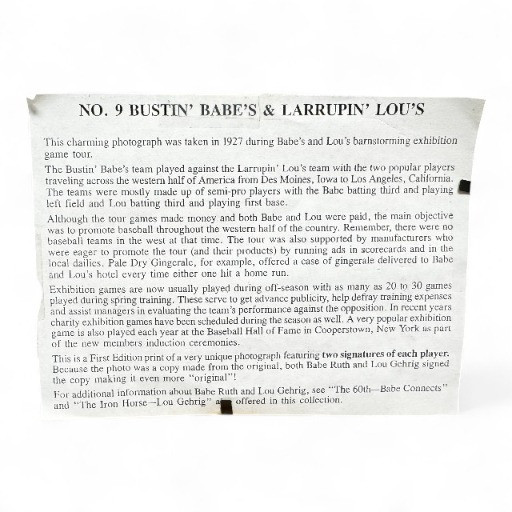 NO. 9 BUSTIN' BABE'S & LARRUPIN' LOU'S
This charming photograph was taken in 1927 during Babe's and Lou's barnstorming exhibition
game tour.
The Bustin' Babe's team played against the Larrupin' Lou's team with the two popular players
traveling across the western half of America from Des Moines, Iowa to Los Angeles, California.
The teams were mostly made up of semi-pro players with the Babe batting third and playing
left field and Lou batting third and playing first base.
Although the tour games made money and both Babe and Lou were paid, the main objective
was to promote baseball throughout the western half of the country. Remember, there were no
baseball teams in the west at that time. The tour was also supported by manufacturers who
were eager to promote the tour (and their products) by running ads in scorecards and in the
local dailies. Pale Dry Gingerale, for example, offered a case of gingerale delivered to Babe
and Lou's hotel every time either one hit a home run.
Exhibition games are now usually played during off-season with as many as 20 to 30 games
played during spring training. These serve to get advance publicity, help defray training expenses
and assist managers in evaluating the team's performance against the opposition. In recent years
charity exhibition games have been scheduled during the season as well. A very popular exhibition
game is also played each year at the Baseball Hall of Fame in Cooperstown, New York as part
of the new members induction ceremonies.
This is a First Edition print of a very unique photograph featuring two signatures of each player.
Because the photo was a copy made from the original, both Babe Ruth and Lou Gehrig signed
the copy making it even more "original"!
For additional information about Babe Ruth and Lou Gehrig, see "The 60th—Babe Connects"
and "The Iron Horse—Lou Gehrig" offered in this collection.